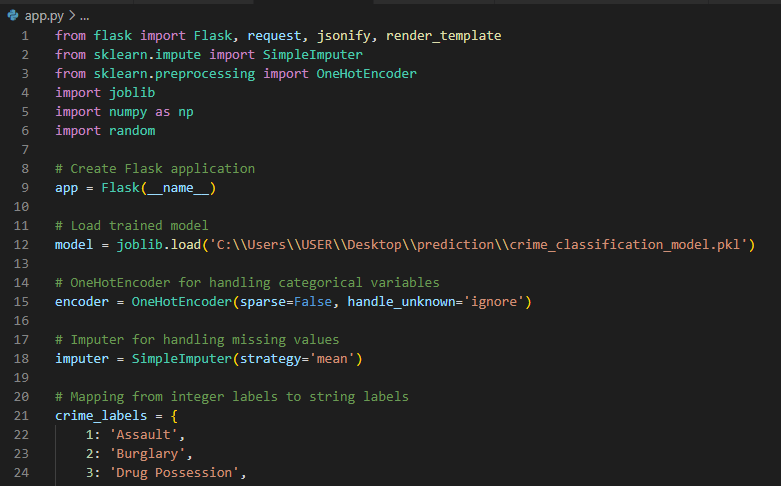 app.py > ...
1 from flask import Flask, request, jsonify, render_template
2 from sklearn.impute import SimpleImputer
3 from sklearn.preprocessing import OneHotEncoder
4 import joblib
5 import numpy as np
6 import random
7
8 # Create Flask application
9 app = Flask(__name__)
10
11 # Load trained model
12 model = joblib.load('C:\\Users\\USER\\Desktop\\prediction\\crime_classification_model.pkl')
13
14 # OneHotEncoder for handling categorical variables
15 encoder = OneHotEncoder(sparse=False, handle_unknown='ignore')
16
17 # Imputer for handling missing values
18 imputer = SimpleImputer(strategy='mean')
19
20 # Mapping from integer labels to string labels
21 crime_labels = {
22     1: 'Assault',
23     2: 'Burglary',
24     3: 'Drug Possession',